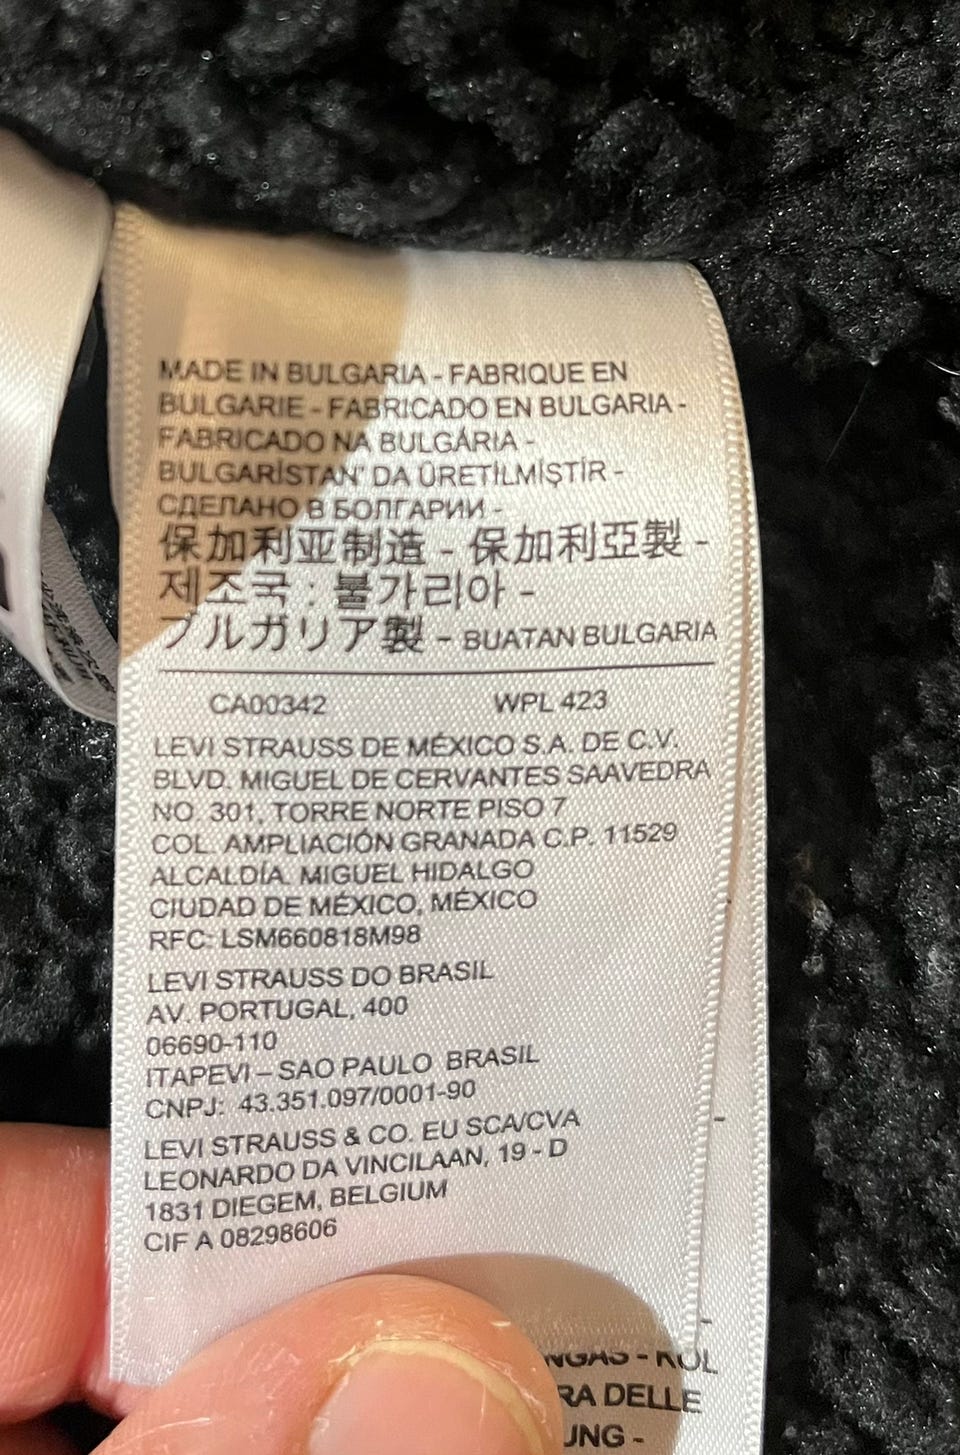 MADE IN BULGARIA - FABRIQUE EN
BULGARIE - FABRICADO EN BULGARIA -
FABRICADO NA BULGÁRIA -
BULGARİSTAN' DA ÜRETİLMİŞTİR -
СДЕЛАНО В БОЛГАРИИ -
保加利亚制造 - 保加利亞製 -
제조국 : 불가리아 -
ブルガリア製 - BUATAN BULGARIA
CA00342 WPL 423
LEVI STRAUSS DE MÉXICO S.A. DE C.V.
BLVD. MIGUEL DE CERVANTES SAAVEDRA
NO. 301, TORRE NORTE PISO 7
COL. AMPLIACIÓN GRANADA C.P. 11529
ALCALDÍA MIGUEL HIDALGO
CIUDAD DE MÉXICO, MÉXICO
RFC: LSM660818M98
LEVI STRAUSS DO BRASIL
AV. PORTUGAL, 400
06690-110
ITAPEVI – SAO PAULO BRASIL
CNPJ: 43.351.097/0001-90
LEVI STRAUSS & CO. EU SCA/CVA
LEONARDO DA VINCILAAN, 19 - D
1831 DIEGEM, BELGIUM
CIF A 08298606
- KOL
RA DELLE
UNG -